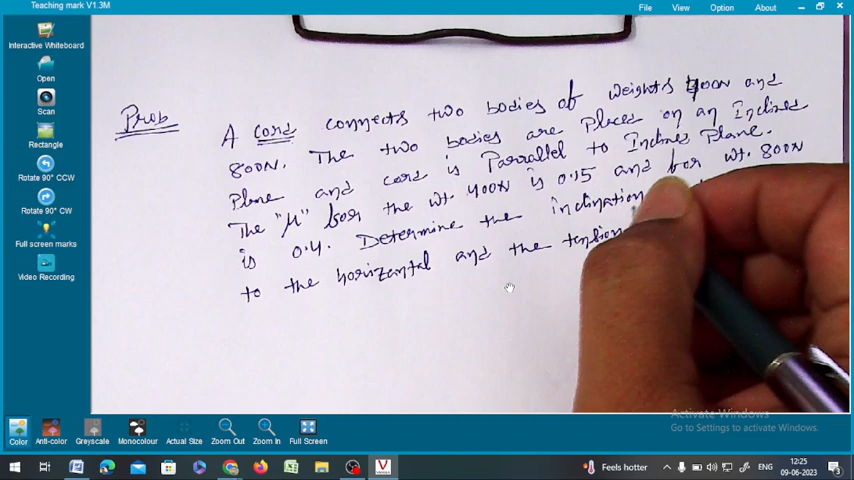 Teaching mark V1.3M
File View Option About
Interactive Whiteboard
Open
Scan
Rectangle
Rotate 90° CCW
Rotate 90° CW
Full screen marks
Video Recording
Prob
A cord connects two bodies of weights 400N and
800N. The two bodies are Places on an Inclined
Plane and cord is Parrallel to Inclined Plane.
The "μ" for the wt. 400N is 0.15 and for wt. 800N
is 0.4. Determine the inclination
to the horizontal and the tension
Activate Windows
Go to Settings to activate Windows.
Color
Anti-color
Greyscale
Monocolour
Actual Size
Zoom Out
Zoom In
Full Screen
Feels hotter
ENG
12:25
09-06-2023